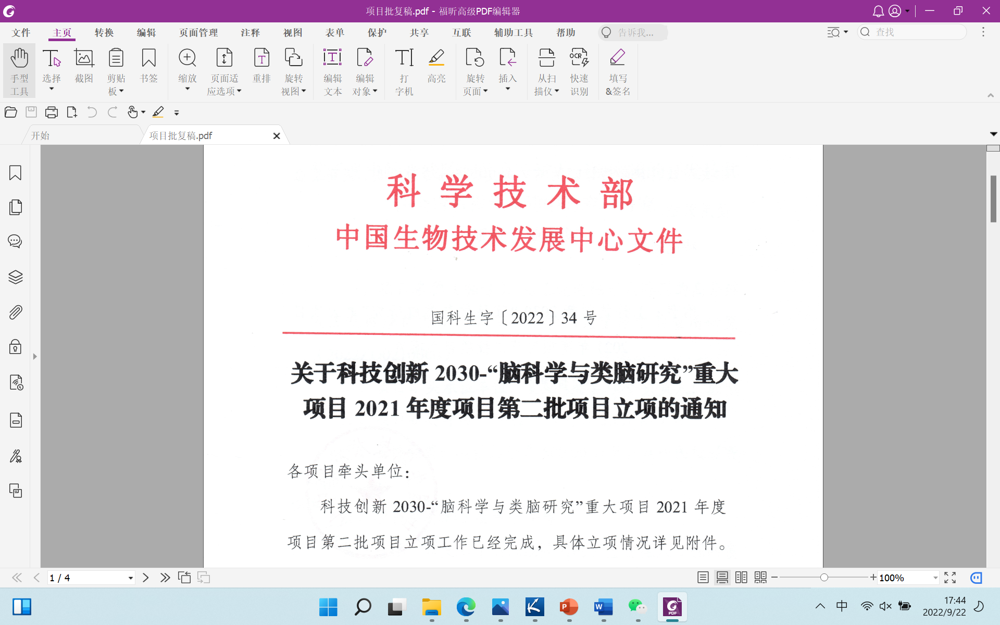 项目批复稿.pdf - 福昕高级PDF编辑器
文件 主页 转换 编辑 页面管理 注释 视图 表单 保护 共享 互联 辅助工具 帮助 告诉我... 查找
手型工具 选择 截图 剪贴板 书签 缩放 页面适应选项 重排 旋转视图 编辑文本 编辑对象 打字机 高亮 旋转页面 插入 从扫描仪 快速识别 填写&签名
开始 项目批复稿.pdf
科学技术部
中国生物技术发展中心文件
国科生字〔2022〕34 号
关于科技创新 2030-“脑科学与类脑研究”重大
项目 2021 年度项目第二批项目立项的通知
各项目牵头单位：
科技创新 2030-“脑科学与类脑研究”重大项目 2021 年度
项目第二批项目立项工作已经完成，具体立项情况详见附件。
1 / 4 100%
中 17:44
2022/9/22